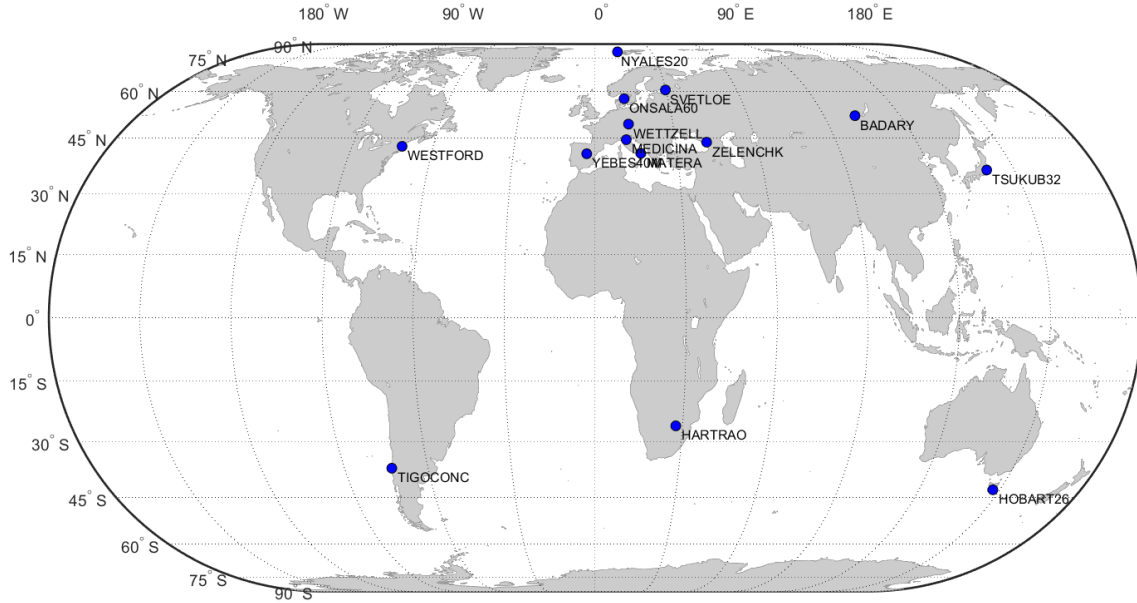 180° W 90° W 0° E 90° E 180° E
90° N
75° N
60° N
45° N
30° N
15° N
0°
15° S
30° S
45° S
60° S
75° S
90° S
NYALES20
SVETLOE
ONSALA60
BADARY
WETTZELL
MEDICINA
ZELENCHK
WESTFORD
YEBES40M
MATERA
TSUKUB32
HARTRAO
TIGOCONC
HOBART26